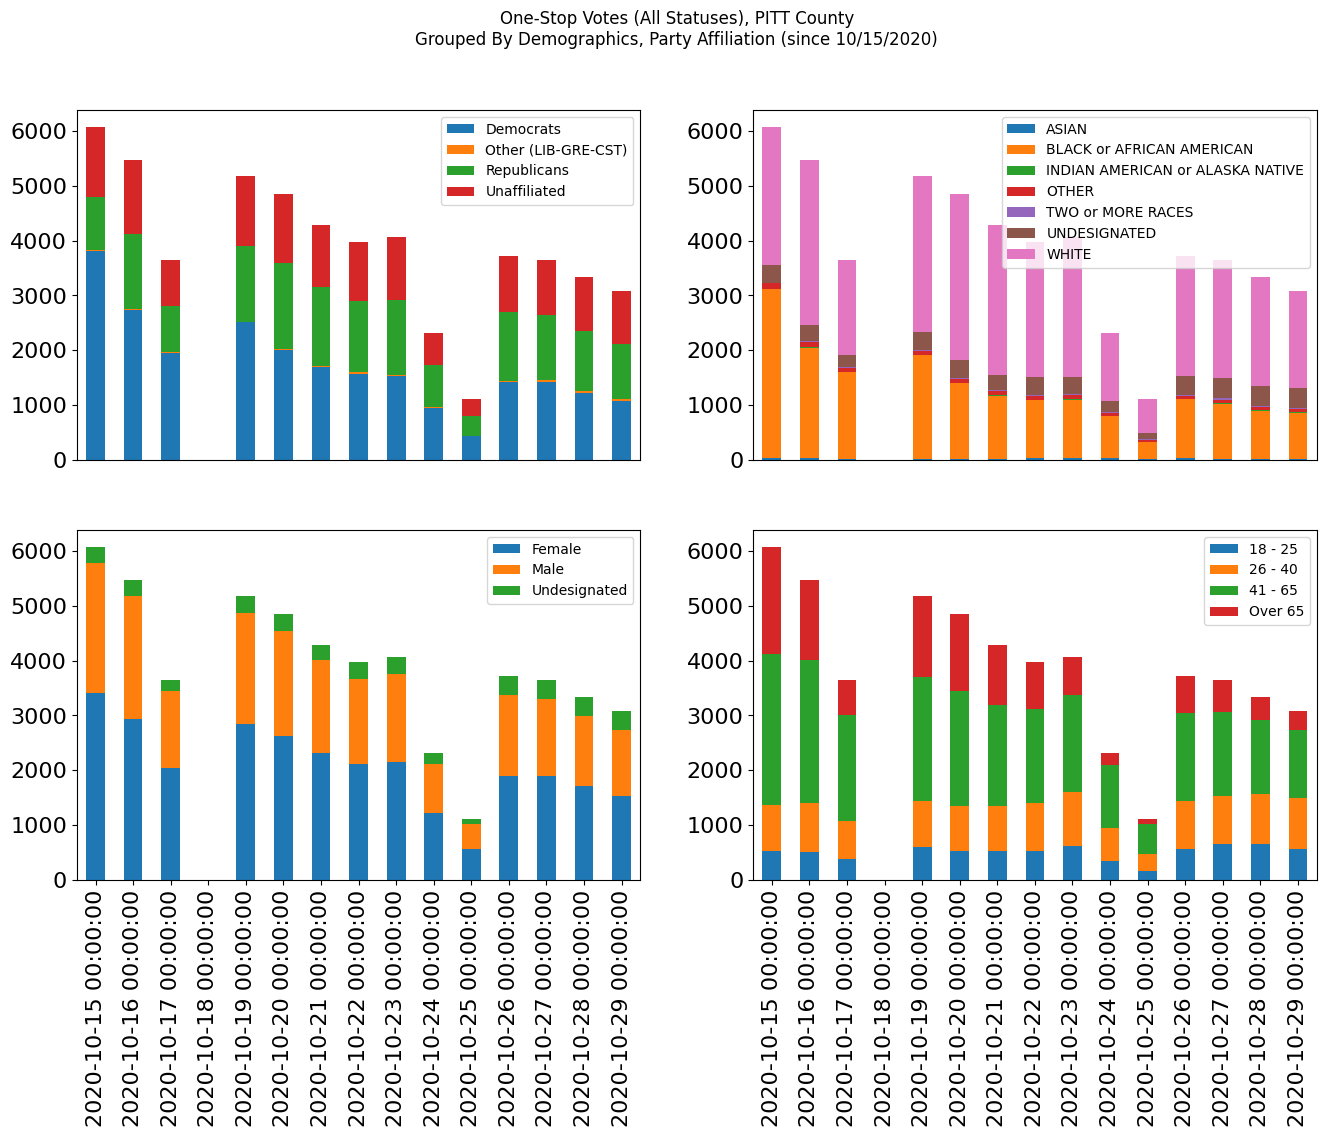 One-Stop Votes (All Statuses), PITT County
Grouped By Demographics, Party Affiliation (since 10/15/2020)
6000
5000
4000
3000
2000
1000
0
Democrats
Other (LIB-GRE-CST)
Republicans
Unaffiliated
6000
5000
4000
3000
2000
1000
0
ASIAN
BLACK or AFRICAN AMERICAN
INDIAN AMERICAN or ALASKA NATIVE
OTHER
TWO or MORE RACES
UNDESIGNATED
WHITE
6000
5000
4000
3000
2000
1000
0
Female
Male
Undesignated
2020-10-15 00:00:00
2020-10-16 00:00:00
2020-10-17 00:00:00
2020-10-18 00:00:00
2020-10-19 00:00:00
2020-10-20 00:00:00
2020-10-21 00:00:00
2020-10-22 00:00:00
2020-10-23 00:00:00
2020-10-24 00:00:00
2020-10-25 00:00:00
2020-10-26 00:00:00
2020-10-27 00:00:00
2020-10-28 00:00:00
2020-10-29 00:00:00
6000
5000
4000
3000
2000
1000
0
18 - 25
26 - 40
41 - 65
Over 65
2020-10-15 00:00:00
2020-10-16 00:00:00
2020-10-17 00:00:00
2020-10-18 00:00:00
2020-10-19 00:00:00
2020-10-20 00:00:00
2020-10-21 00:00:00
2020-10-22 00:00:00
2020-10-23 00:00:00
2020-10-24 00:00:00
2020-10-25 00:00:00
2020-10-26 00:00:00
2020-10-27 00:00:00
2020-10-28 00:00:00
2020-10-29 00:00:00